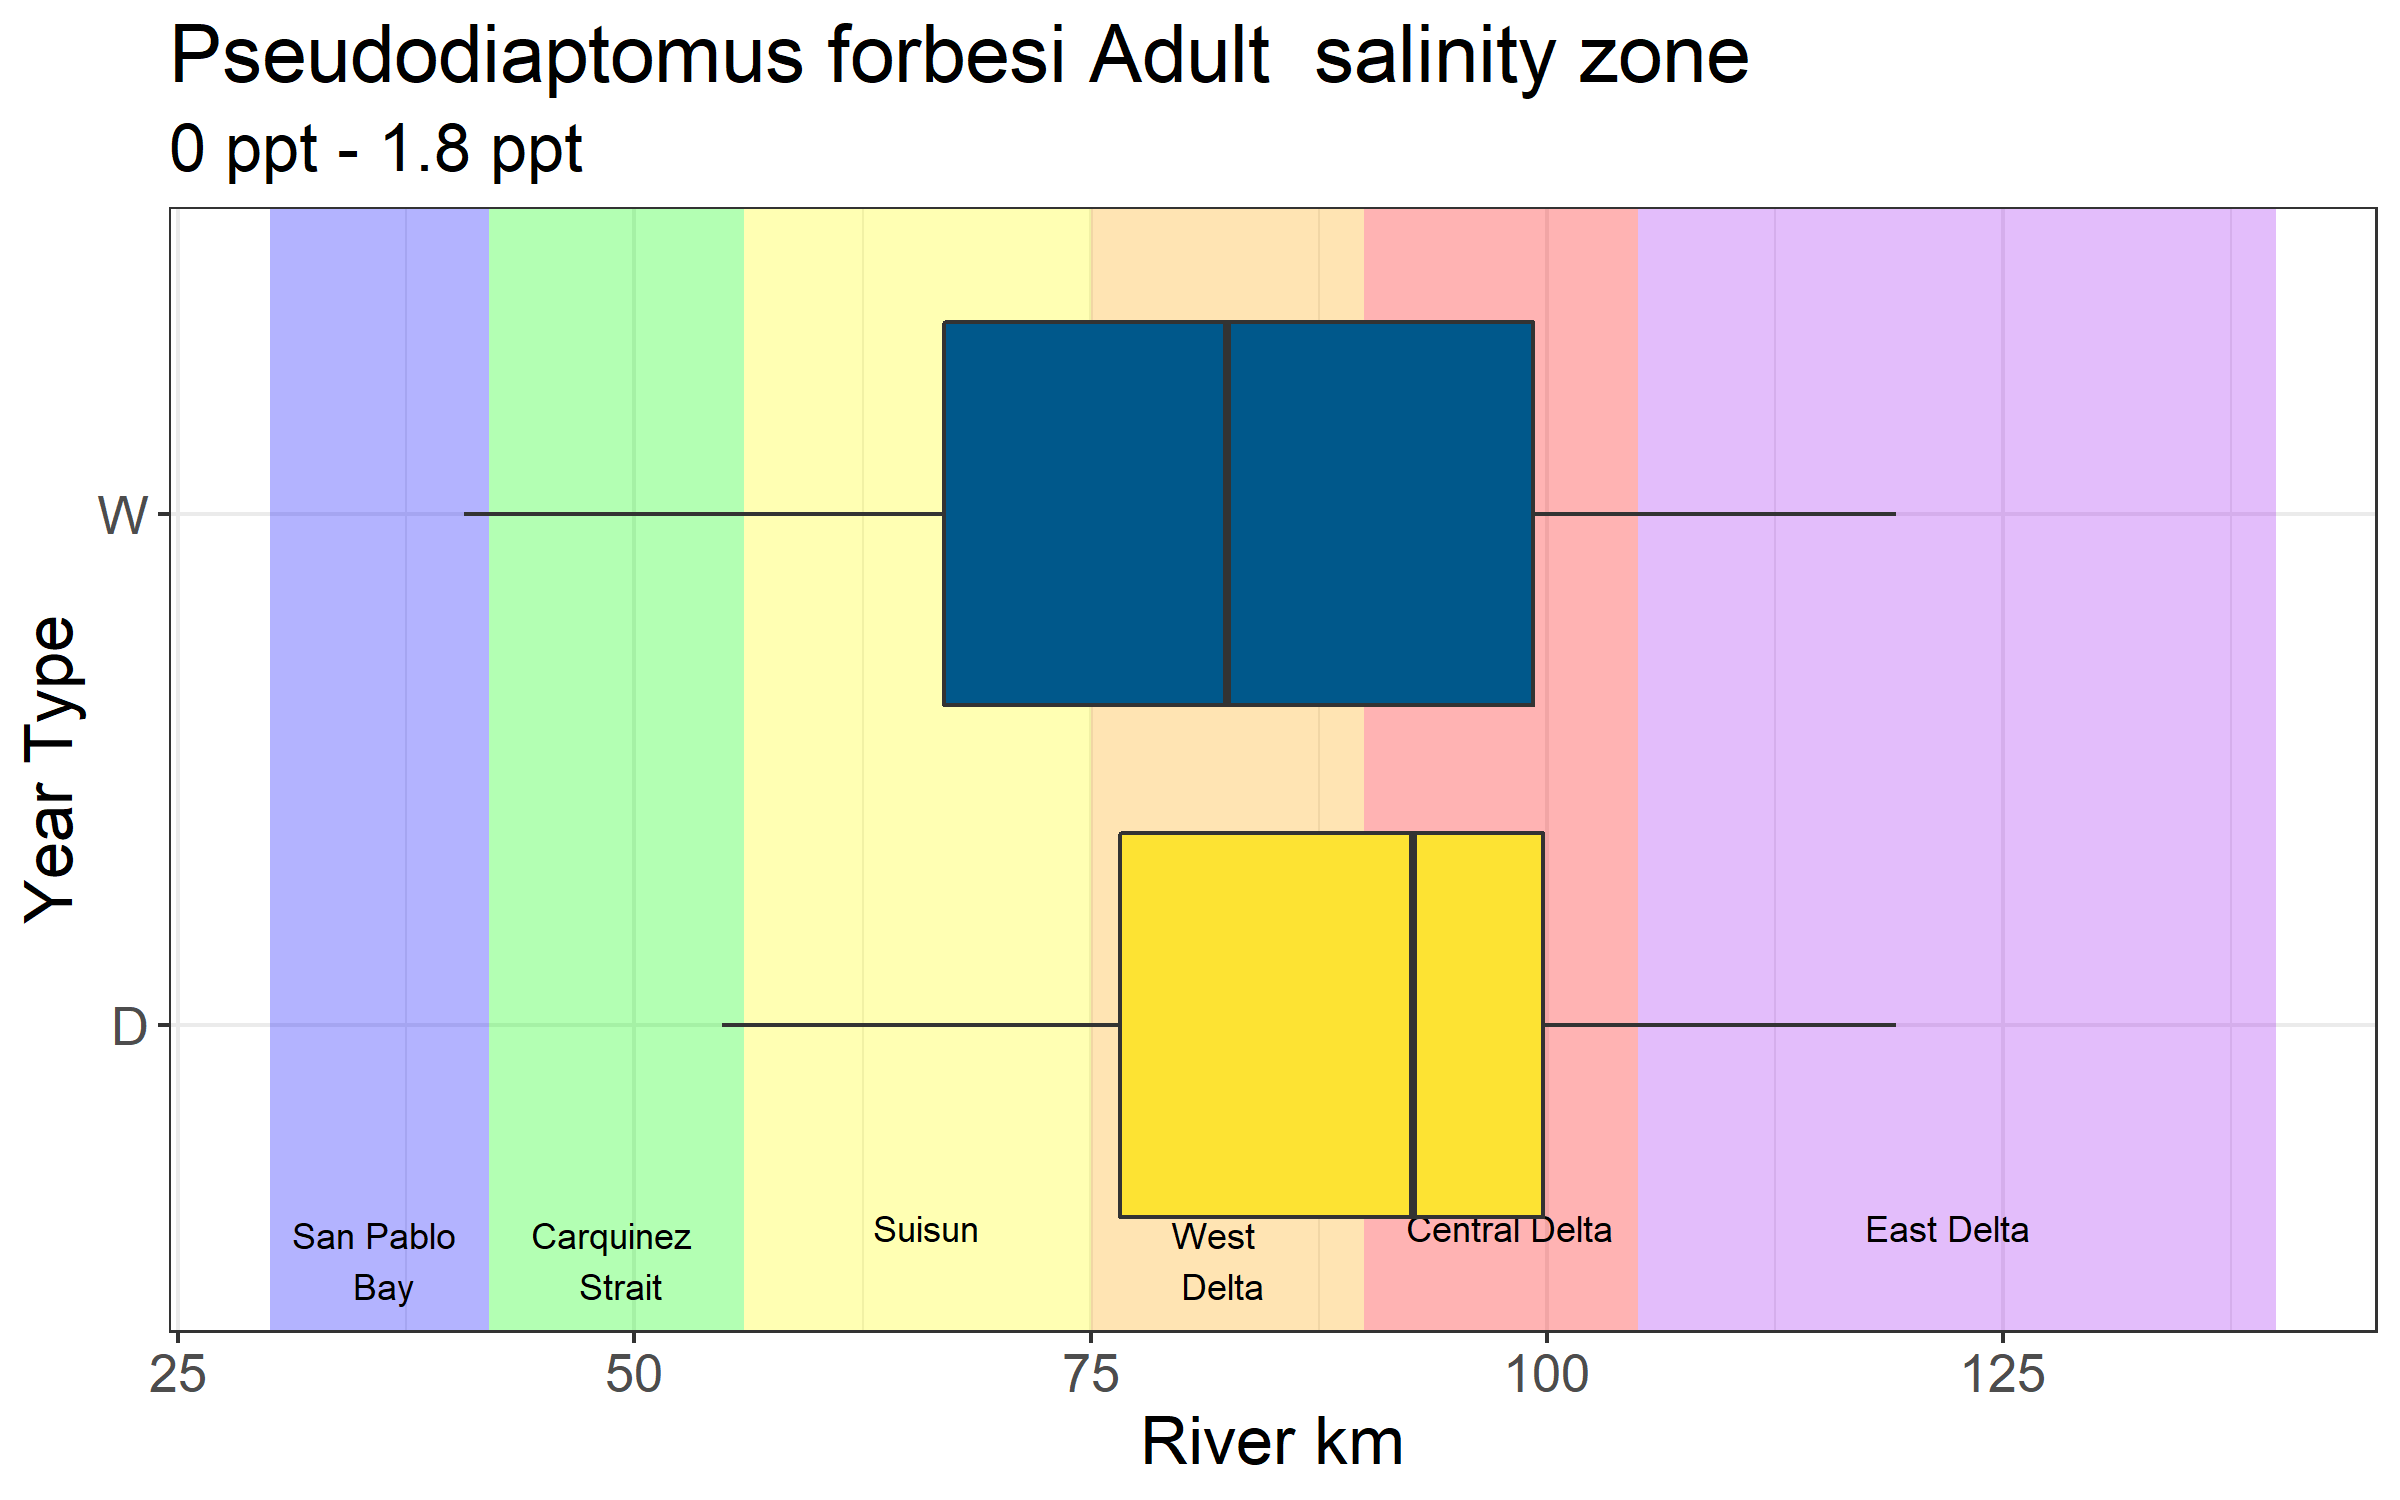 Pseudodiaptomus forbesi Adult  salinity zone
0 ppt - 1.8 ppt
Year Type
W
D
San Pablo
Bay
Carquinez
Strait
Suisun
West
Delta
Central Delta
East Delta
25
50
75
100
125
River km